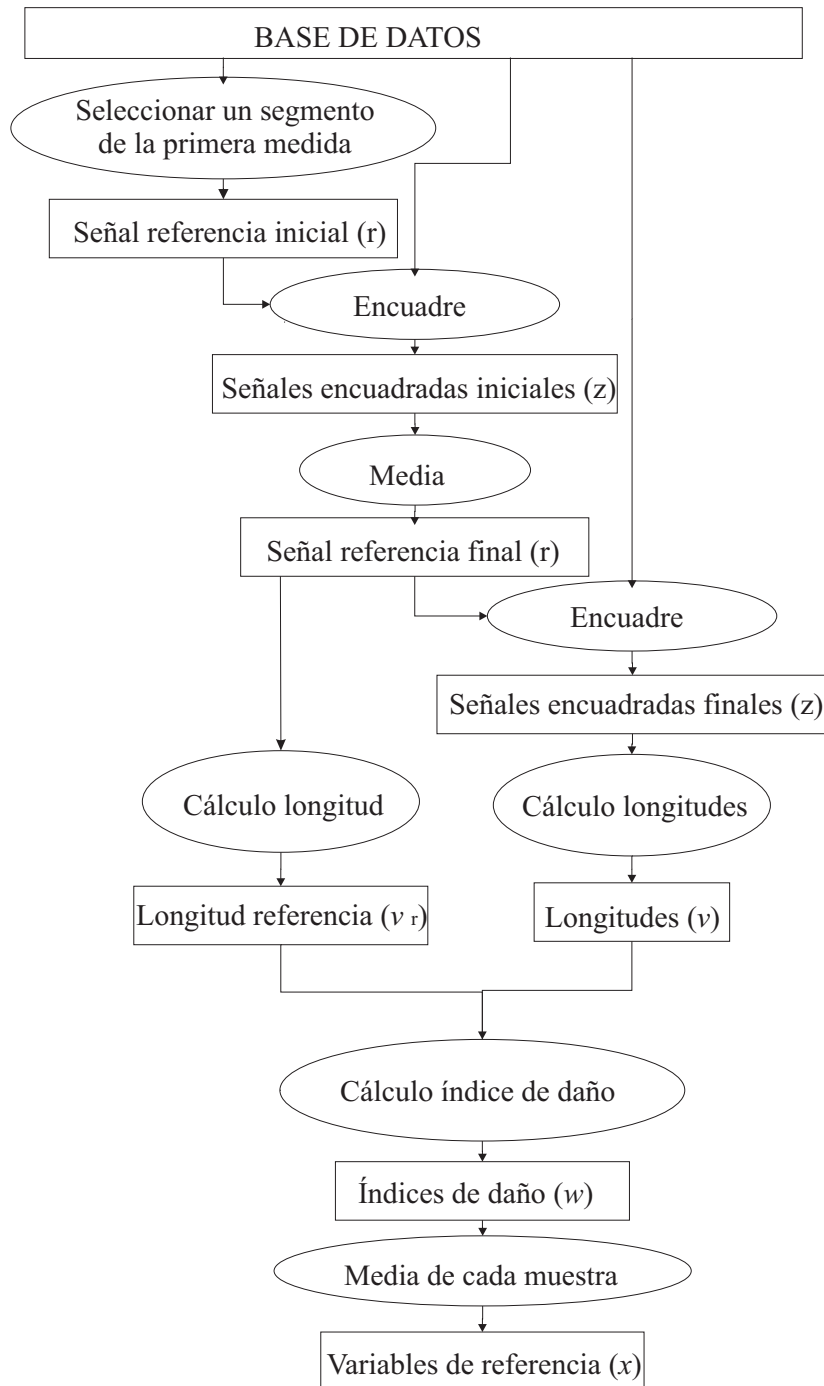 BASE DE DATOS
Seleccionar un segmento
de la primera medida
Señal referencia inicial (r)
Encuadre
Señales encuadradas iniciales (z)
Media
Señal referencia final (r)
Encuadre
Señales encuadradas finales (z)
Cálculo longitud
Cálculo longitudes
Longitud referencia (v r)
Longitudes (v)
Cálculo índice de daño
Índices de daño (w)
Media de cada muestra
Variables de referencia (x)